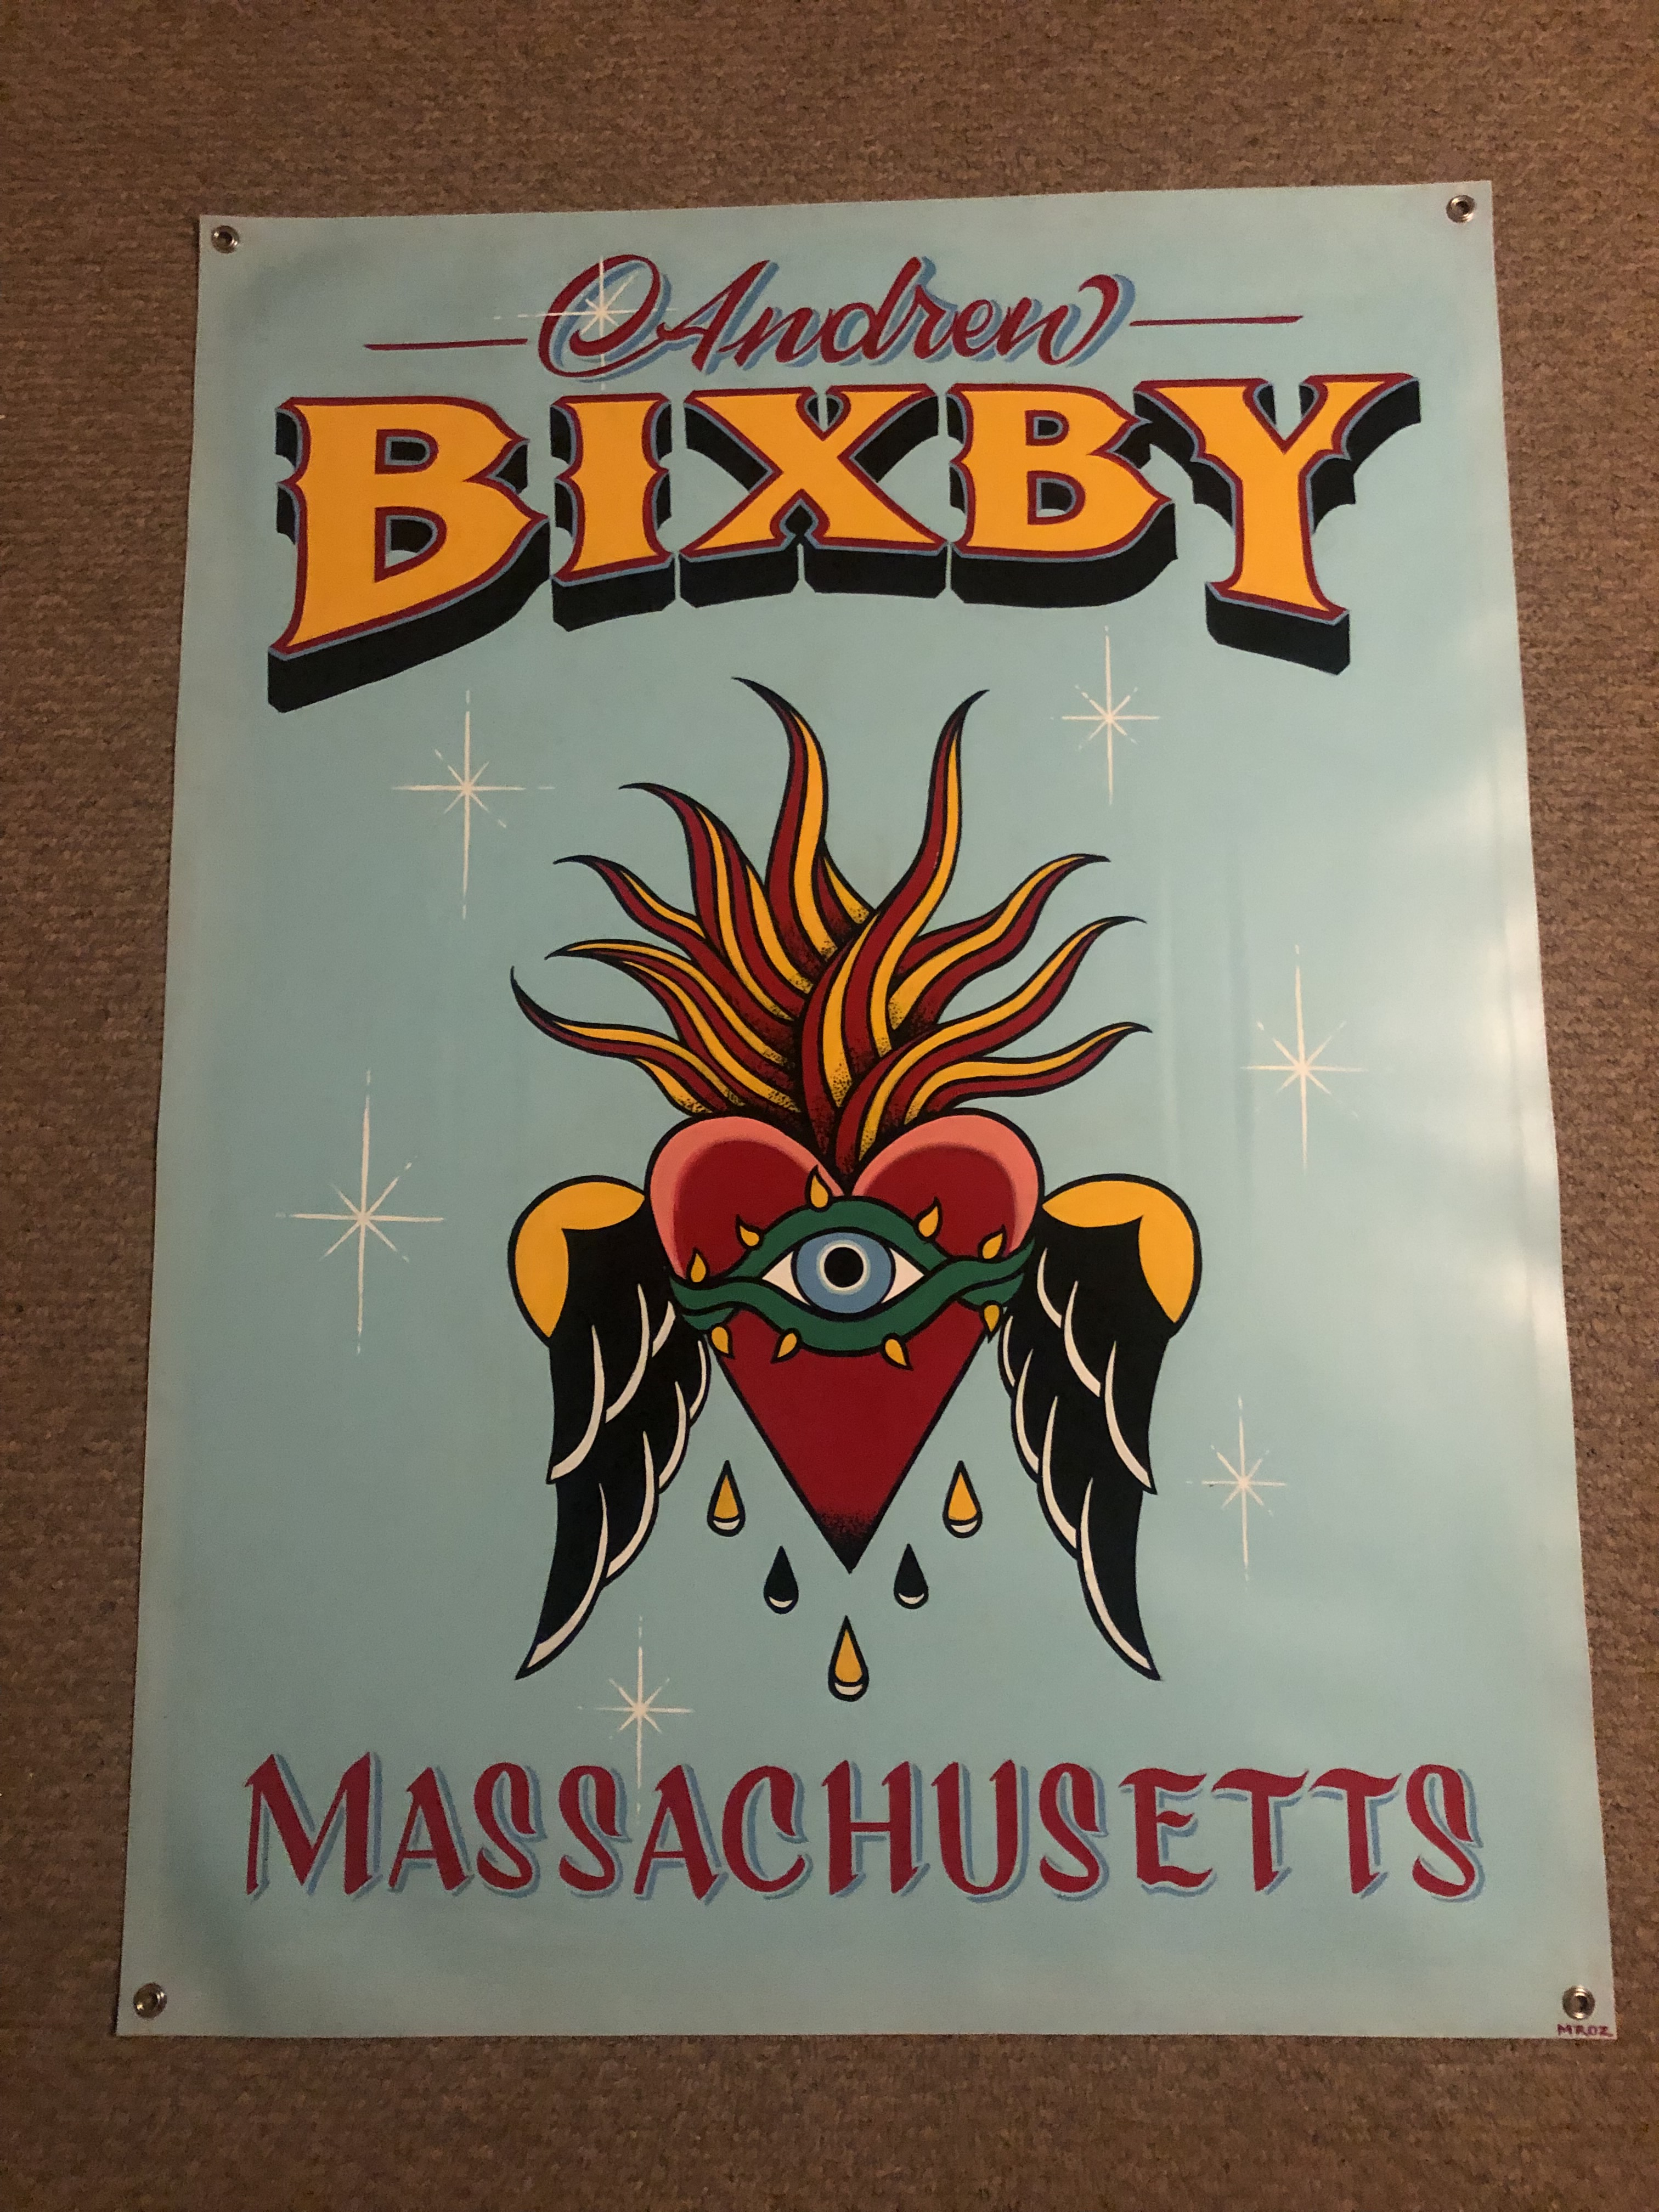 Andrew
BIXBY
MASSACHUSETTS
MROZ